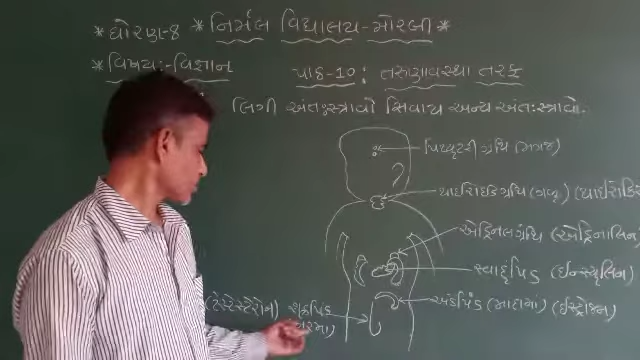 * ધોરણ-8 * નિર્મલ વિદ્યાલય-મોરબી *
* વિષય:-વિજ્ઞાન
પાઠ-10: તરુણાવસ્થા તરફ
લિંગી અંતઃસ્ત્રાવો સિવાય અન્ય અંતઃસ્ત્રાવો.
પિટ્યુટરી ગ્રંથિ (મગજ)
થાઇરોઇડ ગ્રંથિ (ગળું)
એડ્રિનલ ગ્રંથિ (એડ્રિનાલિન)
સ્વાદુપિંડ (ઇન્સ્યુલિન)
અંડપિંડ (માદામાં) (ઇસ્ટ્રોજન)
(ટેસ્ટેસ્ટેરોન) શુક્રપિંડ